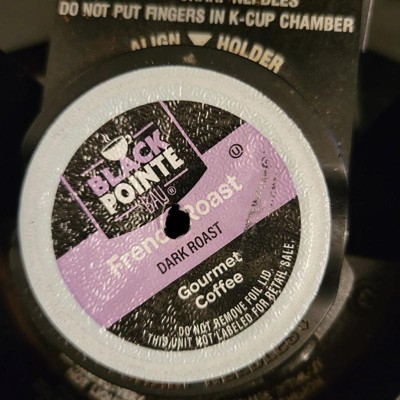 DO NOT PUT FINGERS IN K-CUP CHAMBER
ALIGN HOLDER
BLACK
POINTE
BAY®
French Roast
DARK ROAST
Gourmet
Coffee
DO NOT REMOVE FOIL LID.
THIS UNIT NOT LABELED FOR RETAIL SALE.
U